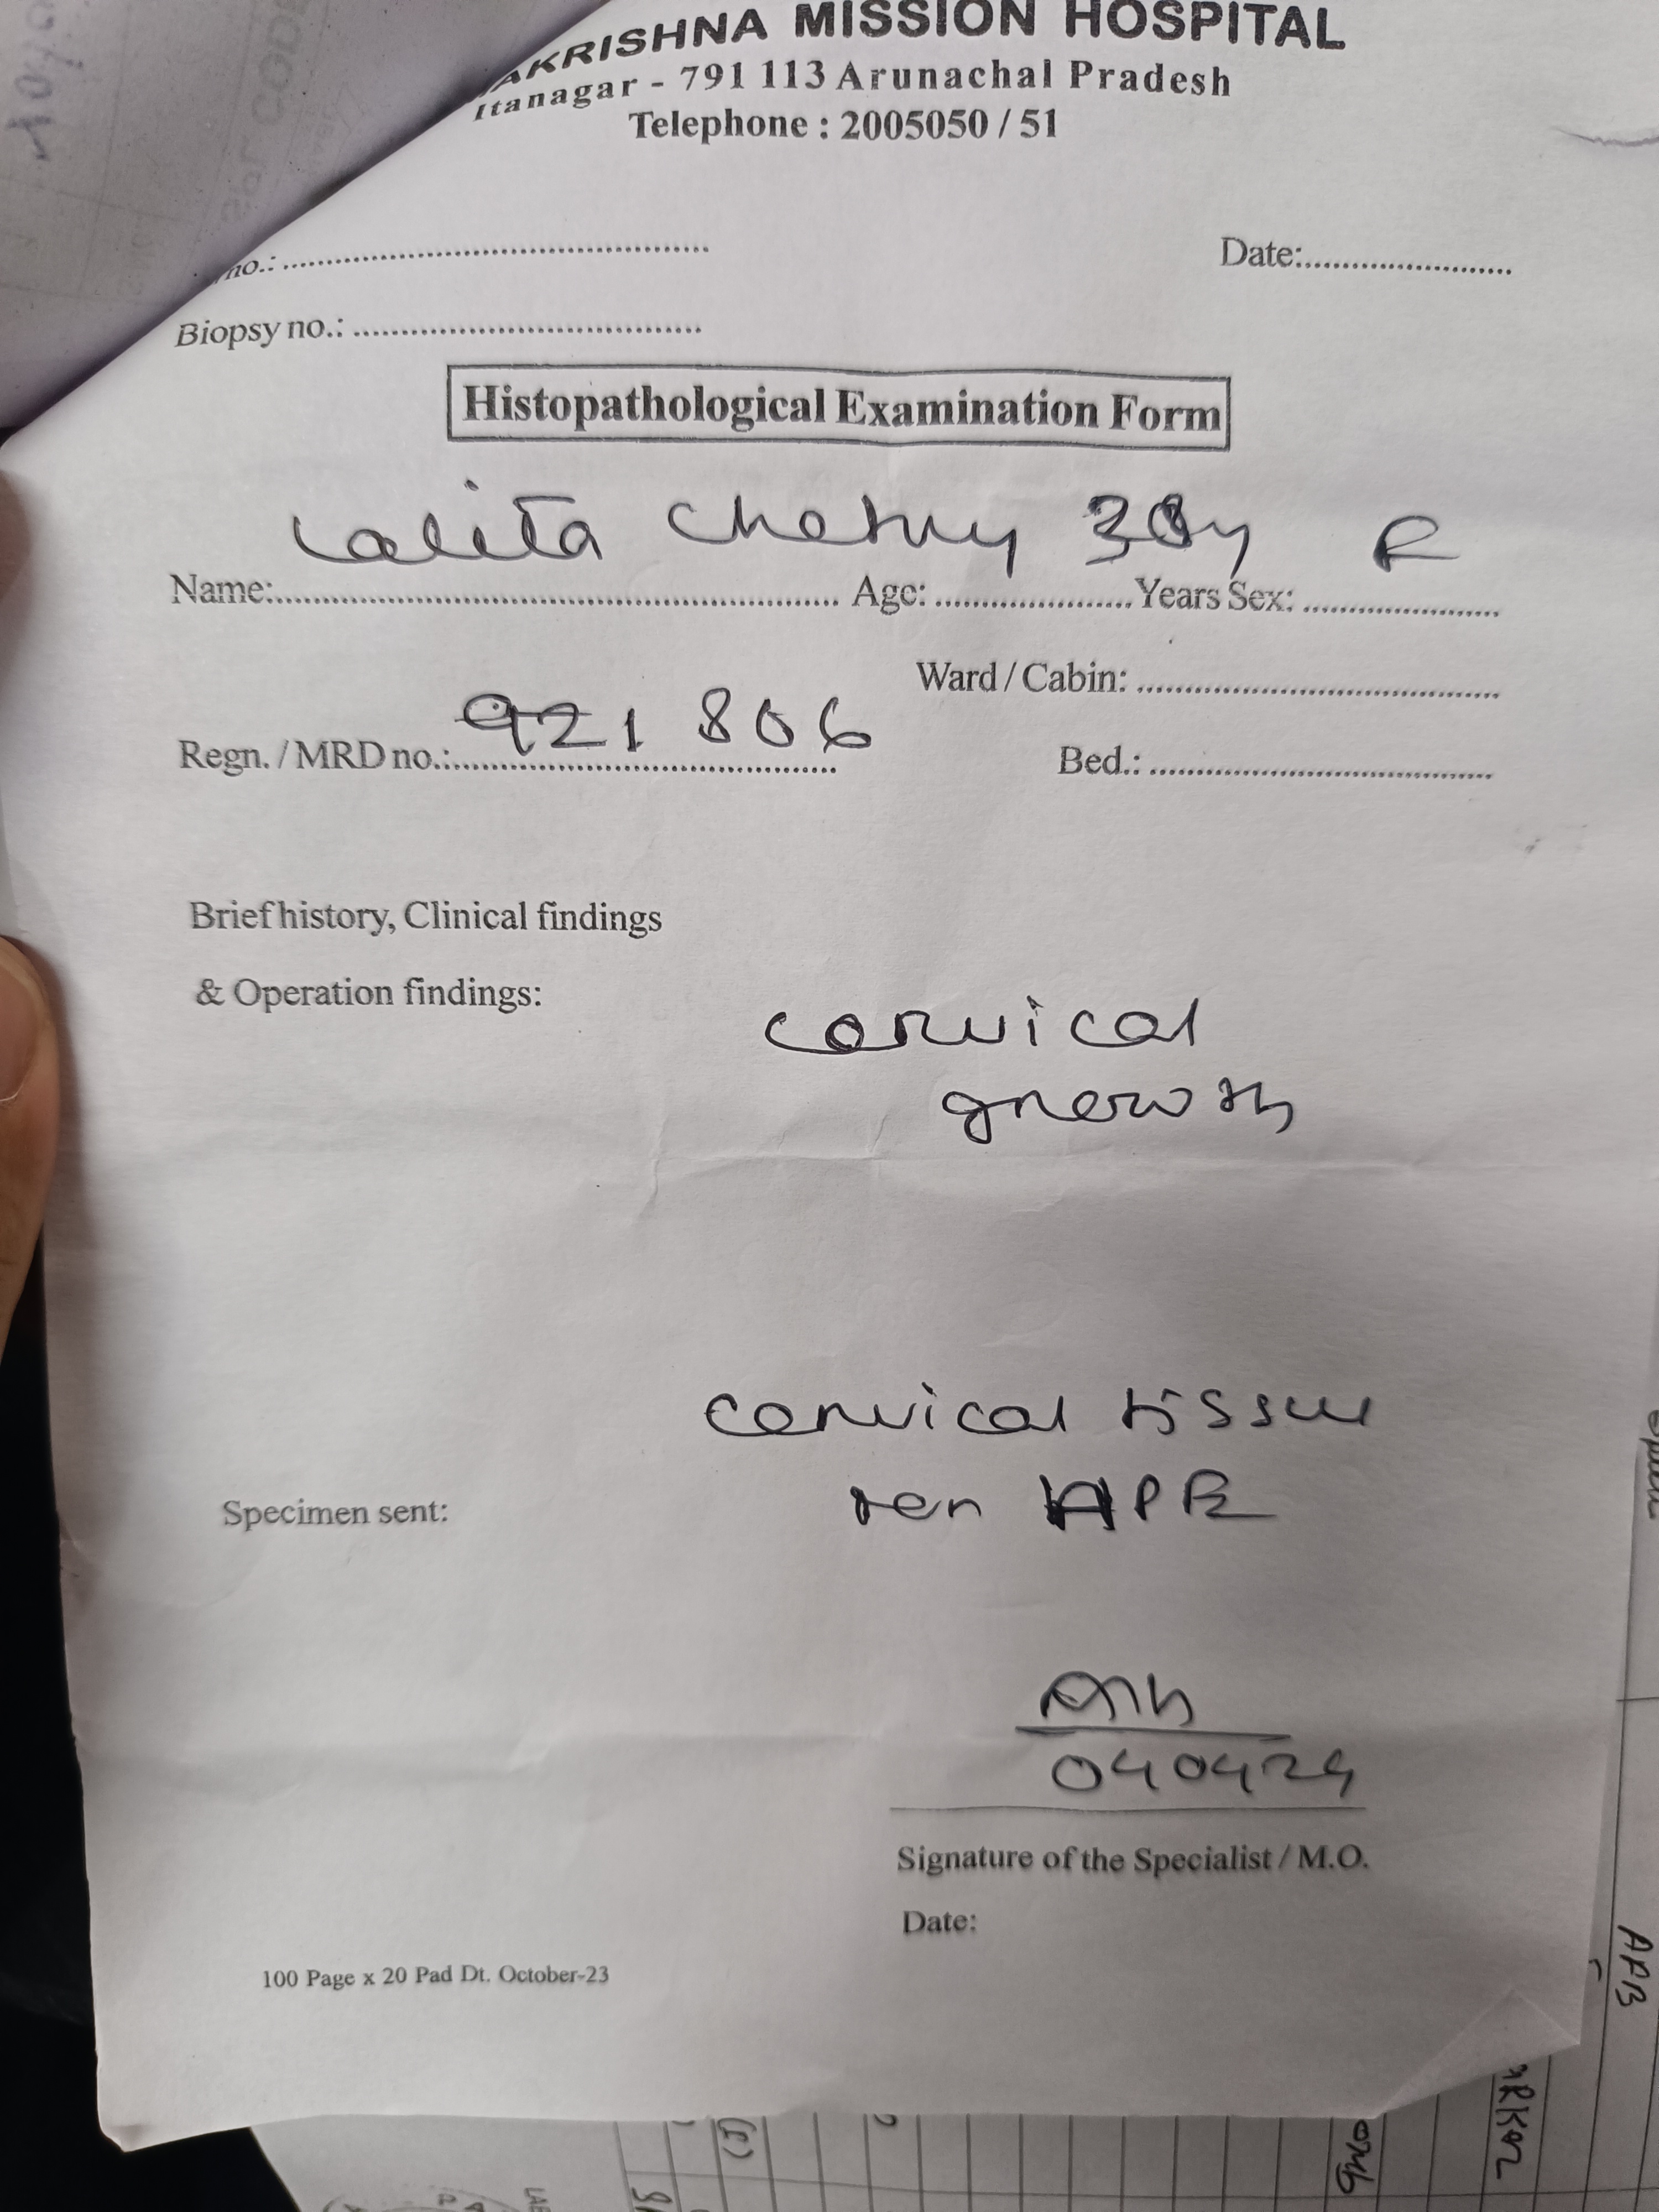 AKRISHNA MISSION HOSPITAL
Itanagar - 791 113 Arunachal Pradesh
Telephone : 2005050 / 51
no.: ..........
Date:..........
Biopsy no.: ..........
Histopathological Examination Form
Lalita Chetry F
Name:.......... Age: .......... Years Sex: ..........
Ward / Cabin: ..........
921 806
Regn. / MRD no.:..........
Bed.: ..........
Brief history, Clinical findings
& Operation findings:
cervical
growth
cervical tissue
for HPE
Specimen sent:
040424
Signature of the Specialist / M.O.
Date:
100 Page x 20 Pad Dt. October-23